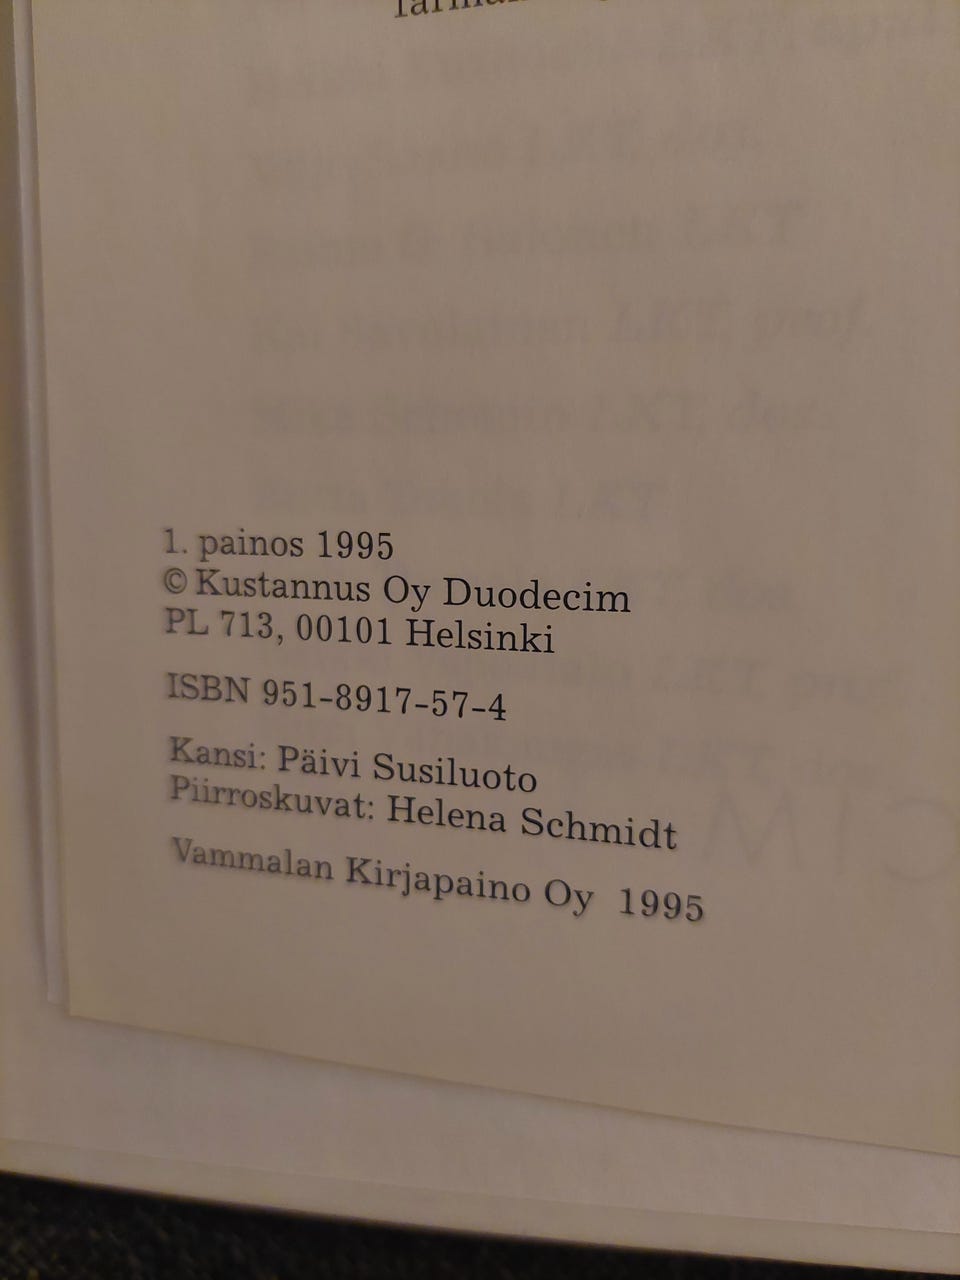 1. painos 1995
© Kustannus Oy Duodecim
PL 713, 00101 Helsinki
ISBN 951-8917-57-4
Kansi: Päivi Susiluoto
Piirroskuvat: Helena Schmidt
Vammalan Kirjapaino Oy 1995